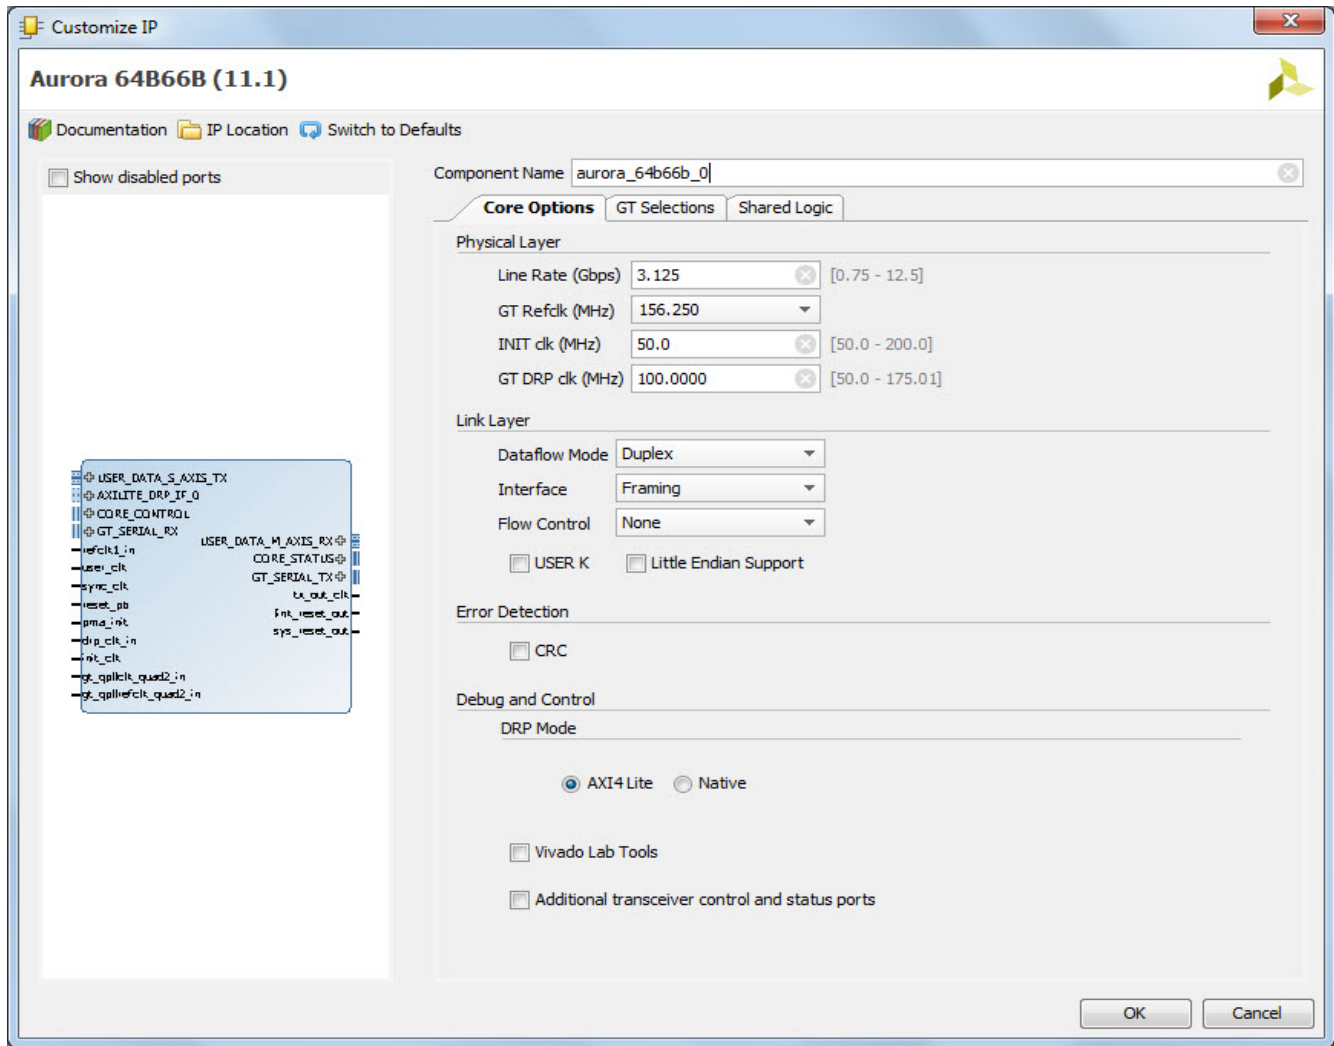 Customize IP
Aurora 64B66B (11.1)
Documentation IP Location Switch to Defaults
Show disabled ports
USER_DATA_S_AXIS_TX
AXILITE_DRP_IF_0
CORE_CONTROL
GT_SERIAL_RX
refclk1_in
user_clk
sync_clk
reset_pb
pma_init
drp_clk_in
init_clk
gt_qpllclk_quad2_in
gt_qpllrefclk_quad2_in
USER_DATA_M_AXIS_RX
CORE_STATUS
GT_SERIAL_TX
tx_out_clk
link_reset_out
sys_reset_out
Component Name aurora_64b66b_0
Core Options GT Selections Shared Logic
Physical Layer
Line Rate (Gbps) 3.125 [0.75 - 12.5]
GT Refclk (MHz) 156.250
INIT clk (MHz) 50.0 [50.0 - 200.0]
GT DRP clk (MHz) 100.0000 [50.0 - 175.01]
Link Layer
Dataflow Mode Duplex
Interface Framing
Flow Control None
USER K Little Endian Support
Error Detection
CRC
Debug and Control
DRP Mode
AXI4 Lite Native
Vivado Lab Tools
Additional transceiver control and status ports
OK Cancel